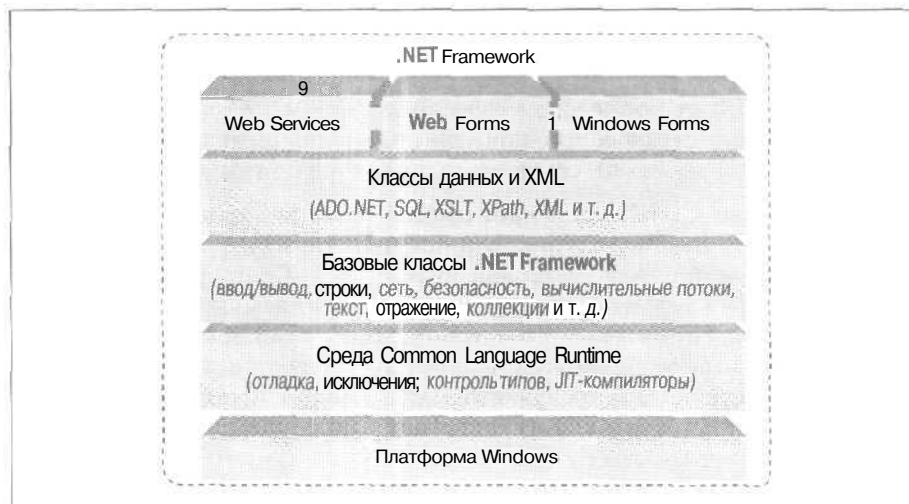 .NET Framework
9
Web Services Web Forms 1 Windows Forms
Классы данных и XML
(ADO.NET, SQL, XSLT, XPath, XML и т. д.)
Базовые классы .NET Framework
(ввод/вывод, строки, сеть, безопасность, вычислительные потоки,
текст, отражение, коллекции и т. д.)
Среда Common Language Runtime
(отладка, исключения; контроль типов, JIT-компиляторы)
Платформа Windows